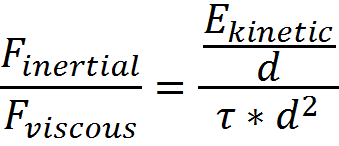 F_inertial / F_viscous = (E_kinetic / d) / (τ * d^2)